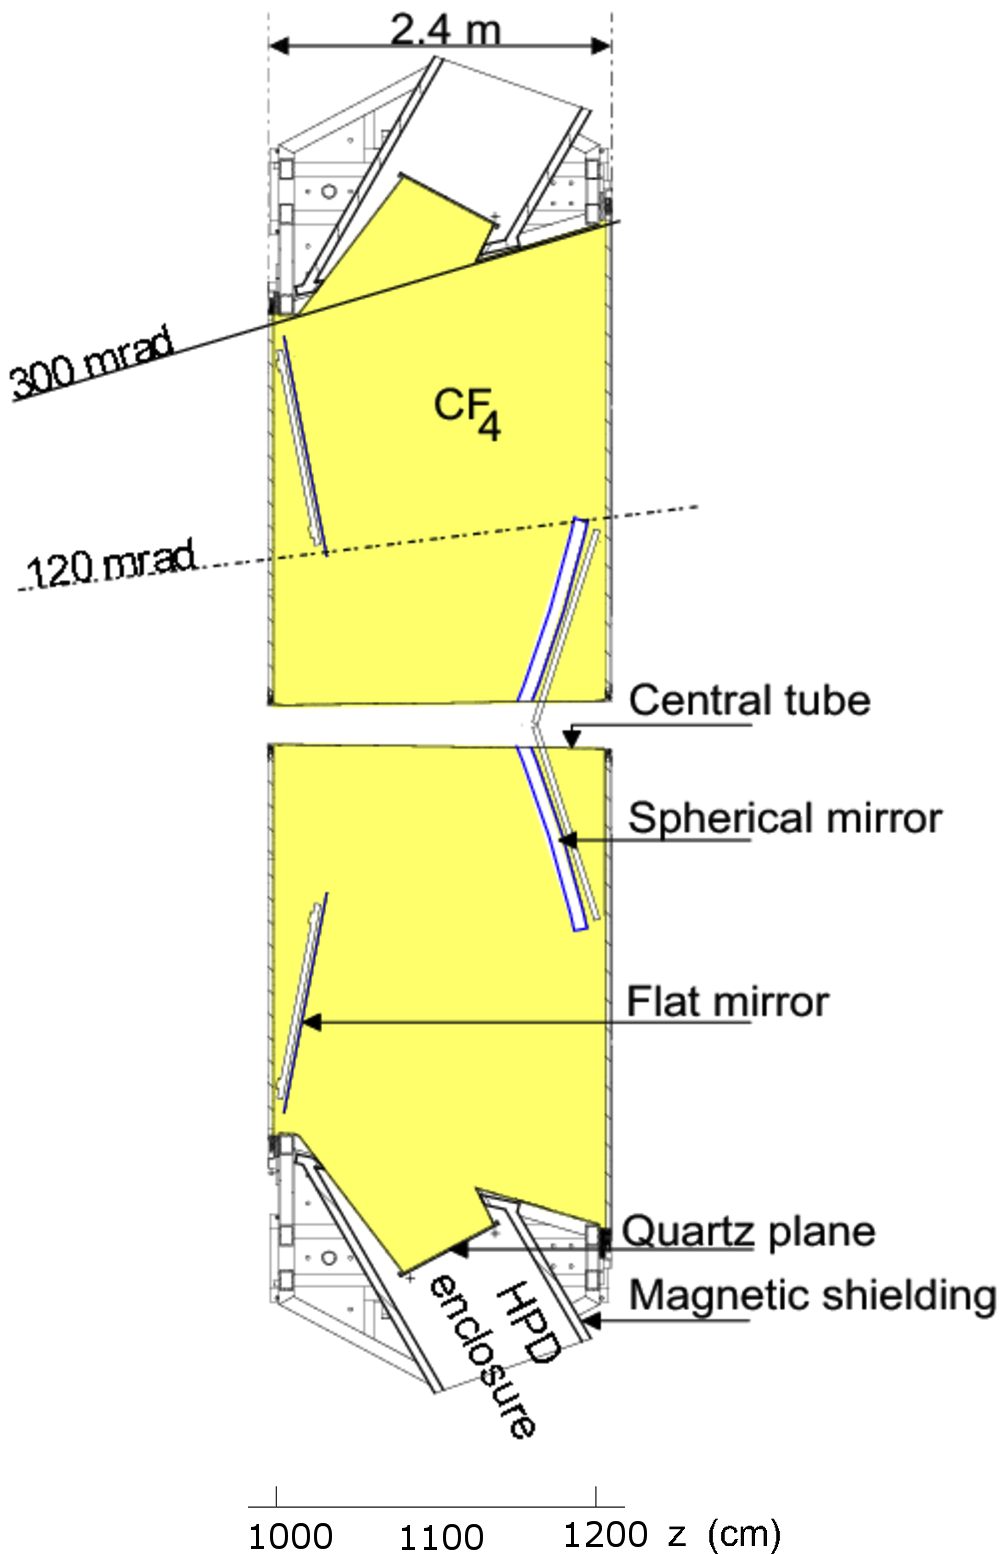 2.4 m
300 mrad
CF4
120 mrad
Central tube
Spherical mirror
Flat mirror
Quartz plane
Magnetic shielding
HPD
enclosure
1000 1100 1200 z (cm)